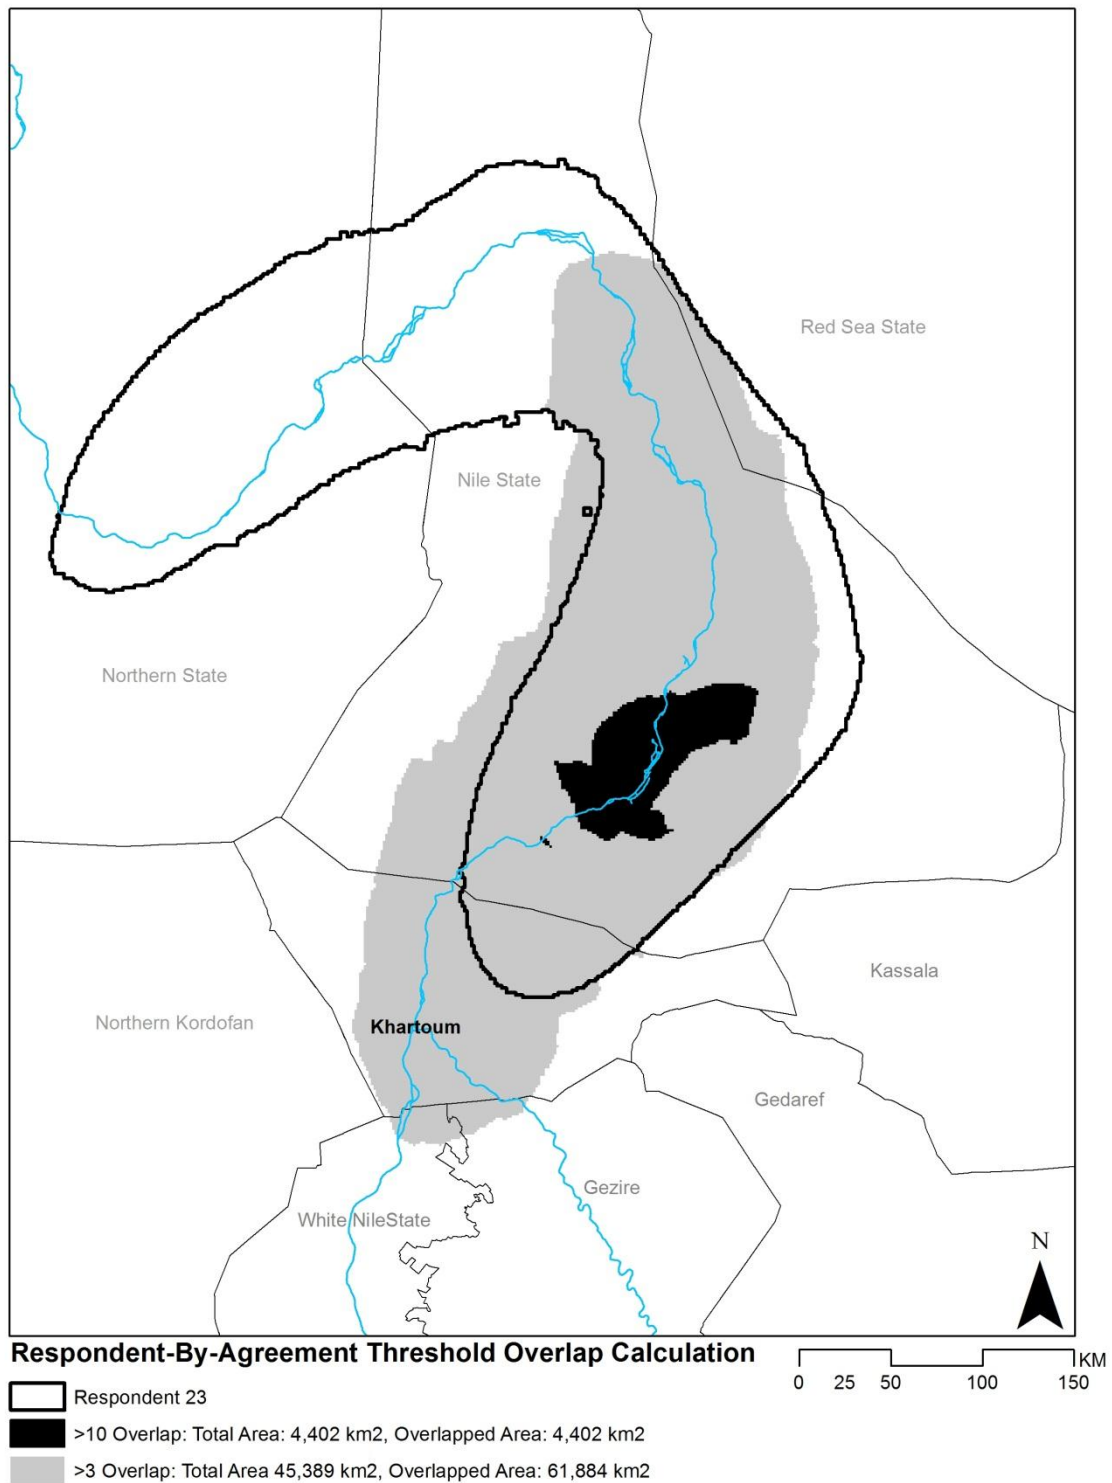 Red Sea State
Nile State
Northern State
Kassala
Northern Kordofan
Khartoum
Gedaref
Gezire
White NileState
N
Respondent-By-Agreement Threshold Overlap Calculation
KM
0 25 50 100 150
Respondent 23
>10 Overlap: Total Area: 4,402 km2, Overlapped Area: 4,402 km2
>3 Overlap: Total Area 45,389 km2, Overlapped Area: 61,884 km2